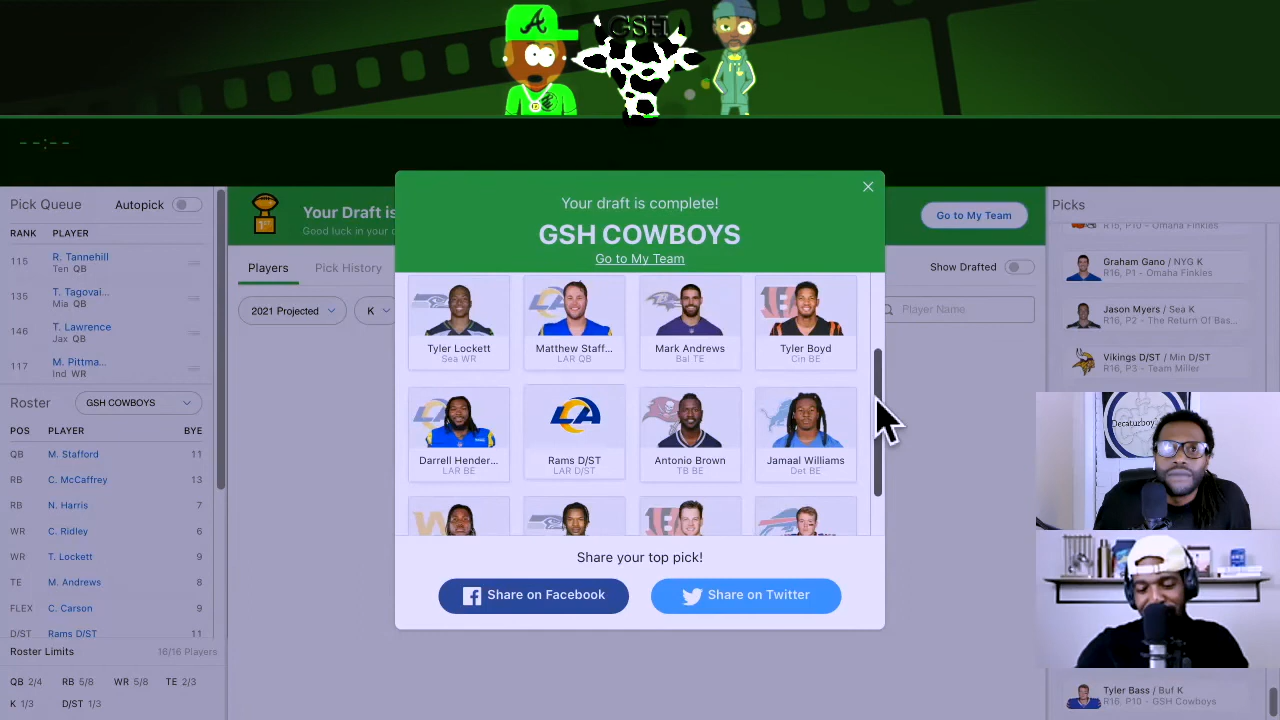 GSH
--:--
Pick Queue
Autopick
RANK PLAYER
115 R. Tannehill
Ten QB
135 T. Tagovai...
Mia QB
146 T. Lawrence
Jax QB
117 M. Pittma...
Ind WR
Roster
GSH COWBOYS
POS PLAYER BYE
QB M. Stafford 11
RB C. McCaffrey 13
RB N. Harris 7
WR C. Ridley 6
WR T. Lockett 9
TE M. Andrews 8
FLEX C. Carson 9
D/ST Rams D/ST 11
Roster Limits 16/16 Players
QB 2/4 RB 5/8 WR 5/8 TE 2/3
K 1/3 D/ST 1/3
1ST
Your Draft is
Good luck in your
Go to My Team
Players
Pick History
Show Drafted
2021 Projected
K
Player Name
Your draft is complete!
GSH COWBOYS
Go to My Team
Tyler Lockett
Sea WR
Matthew Staff...
LAR QB
Mark Andrews
Bal TE
Tyler Boyd
Cin BE
Darrell Hender...
LAR BE
Rams D/ST
LAR D/ST
Antonio Brown
TB BE
Jamaal Williams
Det BE
Share your top pick!
Share on Facebook
Share on Twitter
Picks
R15, P10 - Omaha Finkles
Graham Gano / NYG K
R16, P1 - Omaha Finkles
Jason Myers / Sea K
R16, P2 - The Return Of Bas...
Vikings D/ST / Min D/ST
R16, P3 - Team Miller
Decaturboy
Tyler Bass / Buf K
R16, P10 - GSH Cowboys